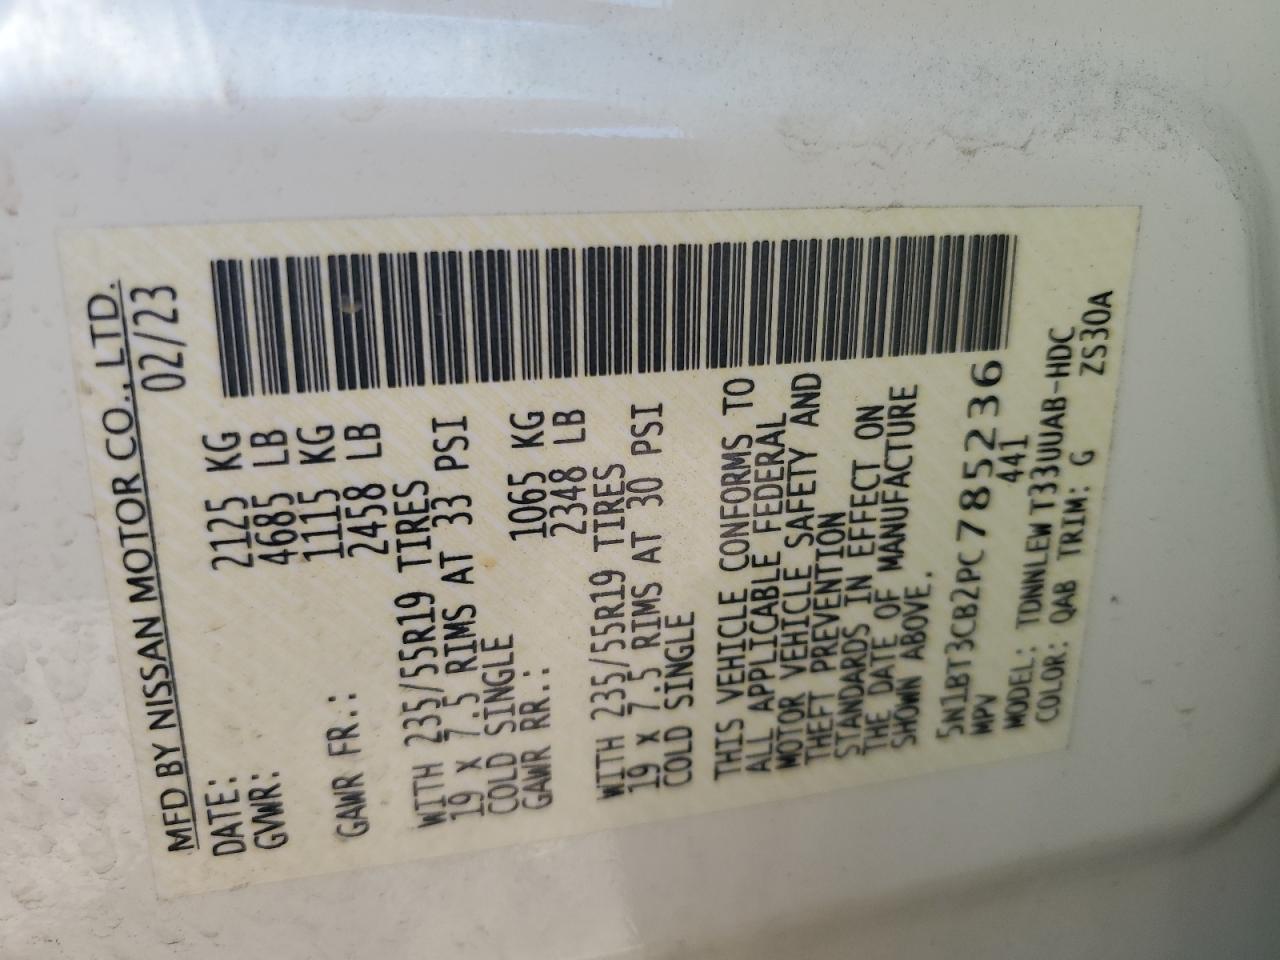 MFD BY NISSAN MOTOR CO., LTD.
DATE: 02/23
GVWR: 2125 KG
4685 LB
GAWR FR.: 1115 KG
2458 LB
WITH 235/55R19 TIRES
19 X 7.5 RIMS AT 33 PSI
COLD SINGLE
GAWR RR.: 1065 KG
2348 LB
WITH 235/55R19 TIRES
19 X 7.5 RIMS AT 30 PSI
COLD SINGLE
THIS VEHICLE CONFORMS TO
ALL APPLICABLE FEDERAL
MOTOR VEHICLE SAFETY AND
THEFT PREVENTION
STANDARDS IN EFFECT ON
THE DATE OF MANUFACTURE
SHOWN ABOVE.
5N1BT3CB2PC785236
MPV 441
MODEL: TDNNLEW T33UUAB-HDC
COLOR: QAB TRIM: G ZS30A